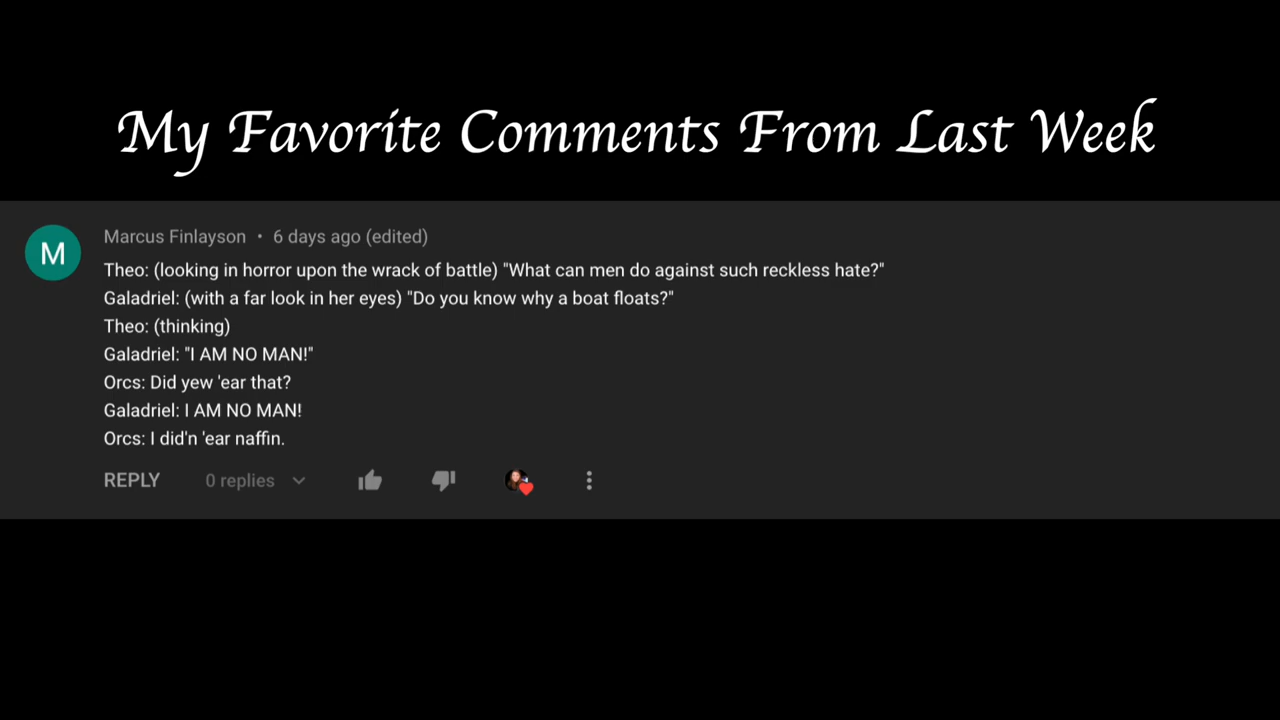 My Favorite Comments From Last Week
M
Marcus Finlayson • 6 days ago (edited)
Theo: (looking in horror upon the wrack of battle) "What can men do against such reckless hate?"
Galadriel: (with a far look in her eyes) "Do you know why a boat floats?"
Theo: (thinking)
Galadriel: "I AM NO MAN!"
Orcs: Did yew 'ear that?
Galadriel: I AM NO MAN!
Orcs: I did'n 'ear naffin.
REPLY 0 replies